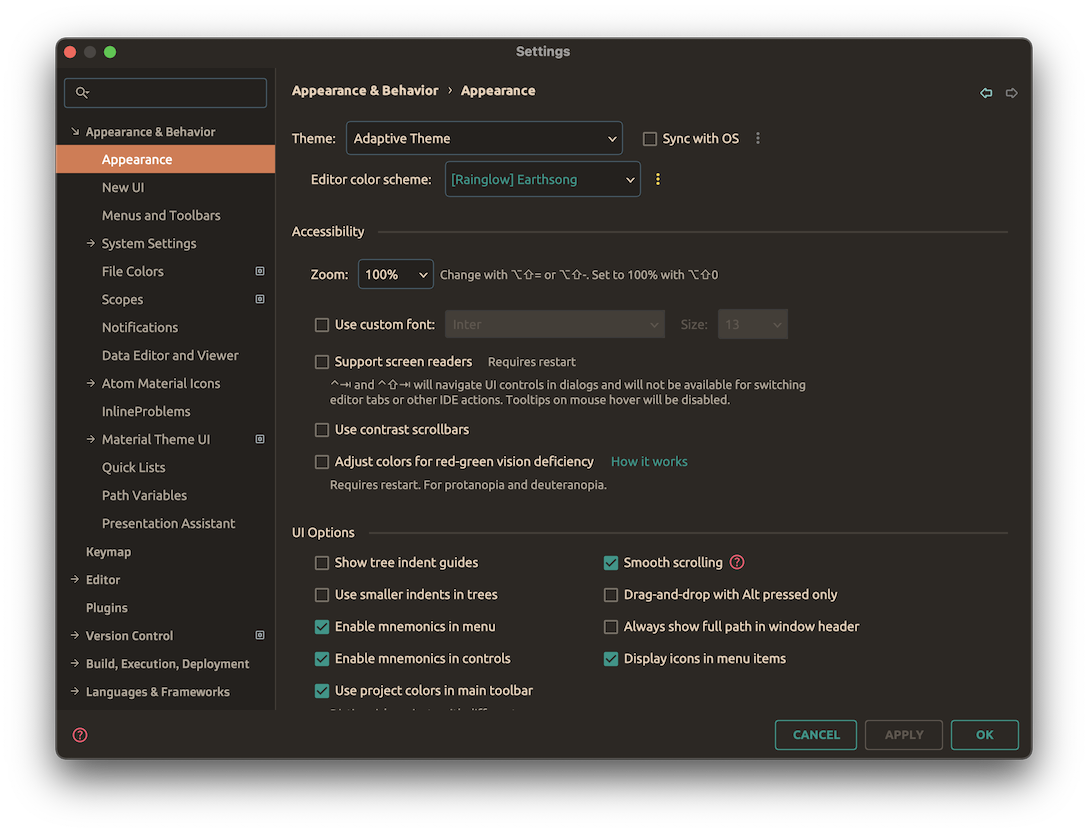 Settings
Appearance & Behavior › Appearance
Appearance & Behavior
Appearance
New UI
Menus and Toolbars
System Settings
File Colors
Scopes
Notifications
Data Editor and Viewer
Atom Material Icons
InlineProblems
Material Theme UI
Quick Lists
Path Variables
Presentation Assistant
Keymap
Editor
Plugins
Version Control
Build, Execution, Deployment
Languages & Frameworks
Theme: Adaptive Theme Sync with OS
Editor color scheme: [Rainglow] Earthsong
Accessibility
Zoom: 100% Change with ⌥⇧= or ⌥⇧-. Set to 100% with ⌥⇧0
Use custom font: Inter Size: 13
Support screen readers Requires restart
⌃⇥ and ⌃⇧⇥ will navigate UI controls in dialogs and will not be available for switching
editor tabs or other IDE actions. Tooltips on mouse hover will be disabled.
Use contrast scrollbars
Adjust colors for red-green vision deficiency How it works
Requires restart. For protanopia and deuteranopia.
UI Options
Show tree indent guides Smooth scrolling ?
Use smaller indents in trees Drag-and-drop with Alt pressed only
Enable mnemonics in menu Always show full path in window header
Enable mnemonics in controls Display icons in menu items
Use project colors in main toolbar
? CANCEL APPLY OK